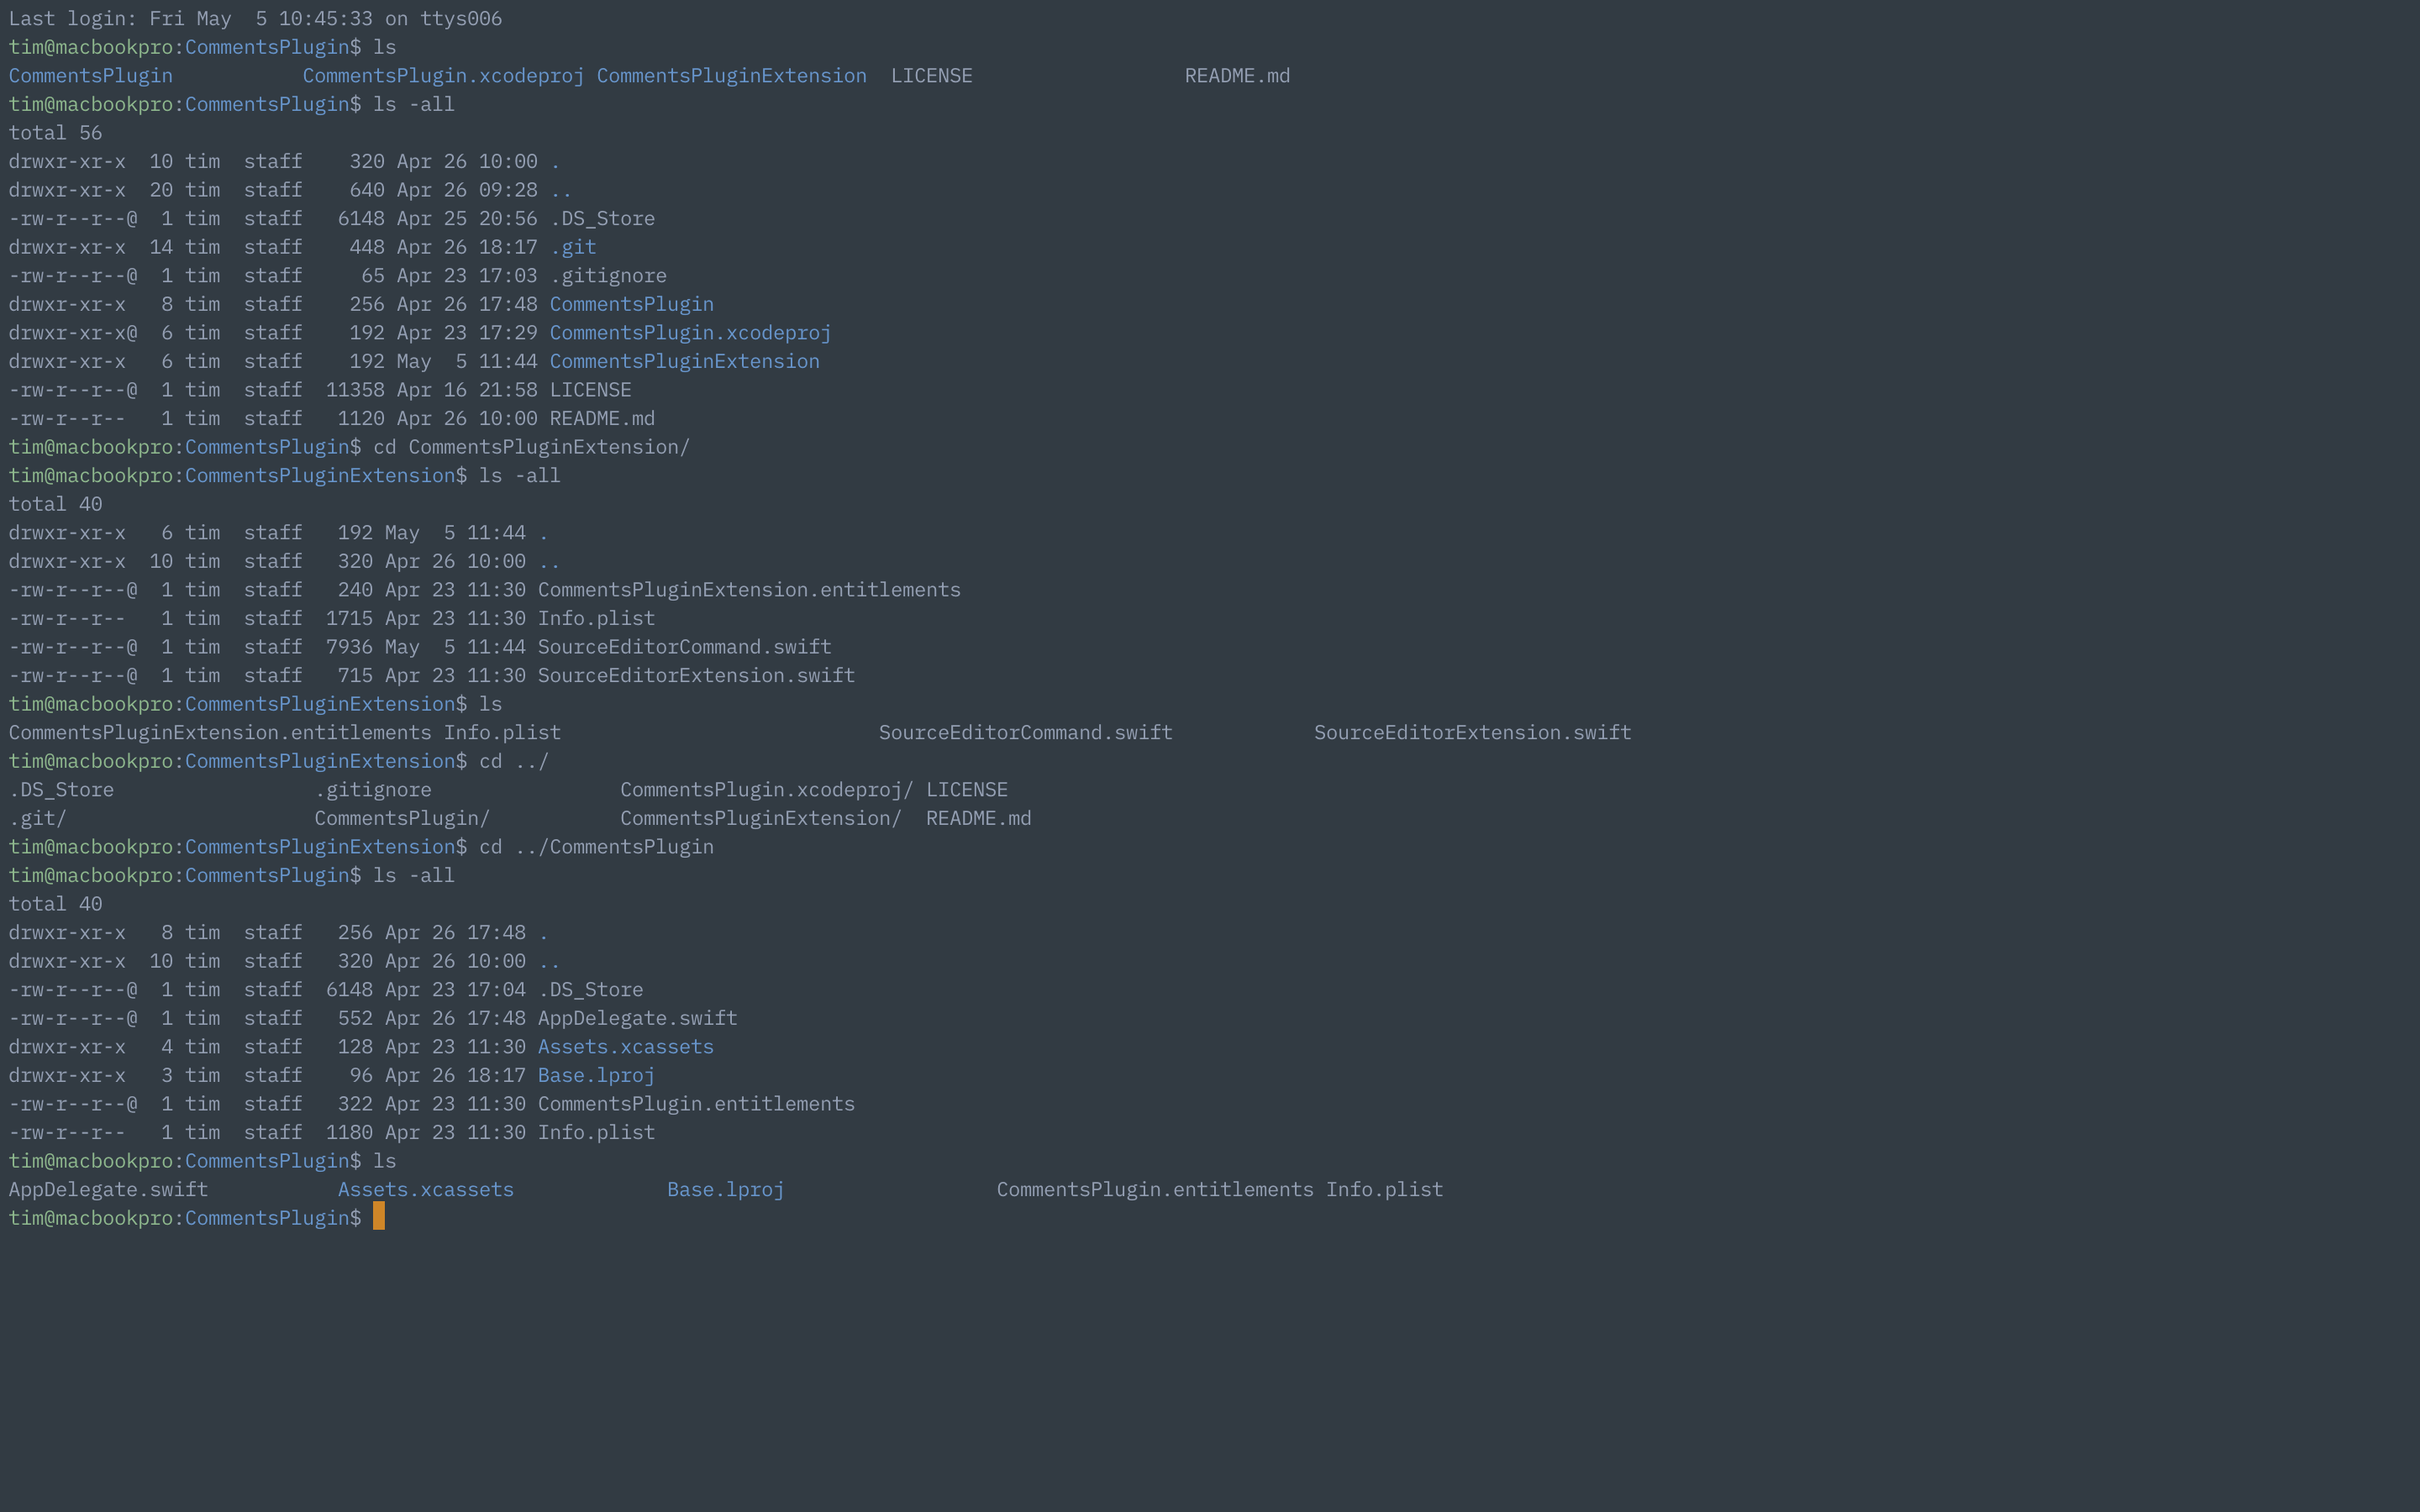 Last login: Fri May  5 10:45:33 on ttys006
tim@macbookpro:CommentsPlugin$ ls
CommentsPlugin           CommentsPlugin.xcodeproj CommentsPluginExtension  LICENSE                  README.md
tim@macbookpro:CommentsPlugin$ ls -all
total 56
drwxr-xr-x  10 tim  staff    320 Apr 26 10:00 .
drwxr-xr-x  20 tim  staff    640 Apr 26 09:28 ..
-rw-r--r--@  1 tim  staff   6148 Apr 25 20:56 .DS_Store
drwxr-xr-x  14 tim  staff    448 Apr 26 18:17 .git
-rw-r--r--@  1 tim  staff     65 Apr 23 17:03 .gitignore
drwxr-xr-x   8 tim  staff    256 Apr 26 17:48 CommentsPlugin
drwxr-xr-x@  6 tim  staff    192 Apr 23 17:29 CommentsPlugin.xcodeproj
drwxr-xr-x   6 tim  staff    192 May  5 11:44 CommentsPluginExtension
-rw-r--r--@  1 tim  staff  11358 Apr 16 21:58 LICENSE
-rw-r--r--   1 tim  staff   1120 Apr 26 10:00 README.md
tim@macbookpro:CommentsPlugin$ cd CommentsPluginExtension/
tim@macbookpro:CommentsPluginExtension$ ls -all
total 40
drwxr-xr-x   6 tim  staff   192 May  5 11:44 .
drwxr-xr-x  10 tim  staff   320 Apr 26 10:00 ..
-rw-r--r--@  1 tim  staff   240 Apr 23 11:30 CommentsPluginExtension.entitlements
-rw-r--r--   1 tim  staff  1715 Apr 23 11:30 Info.plist
-rw-r--r--@  1 tim  staff  7936 May  5 11:44 SourceEditorCommand.swift
-rw-r--r--@  1 tim  staff   715 Apr 23 11:30 SourceEditorExtension.swift
tim@macbookpro:CommentsPluginExtension$ ls
CommentsPluginExtension.entitlements Info.plist                           SourceEditorCommand.swift            SourceEditorExtension.swift
tim@macbookpro:CommentsPluginExtension$ cd ../
.DS_Store                 .gitignore                CommentsPlugin.xcodeproj/ LICENSE
.git/                     CommentsPlugin/           CommentsPluginExtension/  README.md
tim@macbookpro:CommentsPluginExtension$ cd ../CommentsPlugin
tim@macbookpro:CommentsPlugin$ ls -all
total 40
drwxr-xr-x   8 tim  staff   256 Apr 26 17:48 .
drwxr-xr-x  10 tim  staff   320 Apr 26 10:00 ..
-rw-r--r--@  1 tim  staff  6148 Apr 23 17:04 .DS_Store
-rw-r--r--@  1 tim  staff   552 Apr 26 17:48 AppDelegate.swift
drwxr-xr-x   4 tim  staff   128 Apr 23 11:30 Assets.xcassets
drwxr-xr-x   3 tim  staff    96 Apr 26 18:17 Base.lproj
-rw-r--r--@  1 tim  staff   322 Apr 23 11:30 CommentsPlugin.entitlements
-rw-r--r--   1 tim  staff  1180 Apr 23 11:30 Info.plist
tim@macbookpro:CommentsPlugin$ ls
AppDelegate.swift           Assets.xcassets             Base.lproj                  CommentsPlugin.entitlements Info.plist
tim@macbookpro:CommentsPlugin$